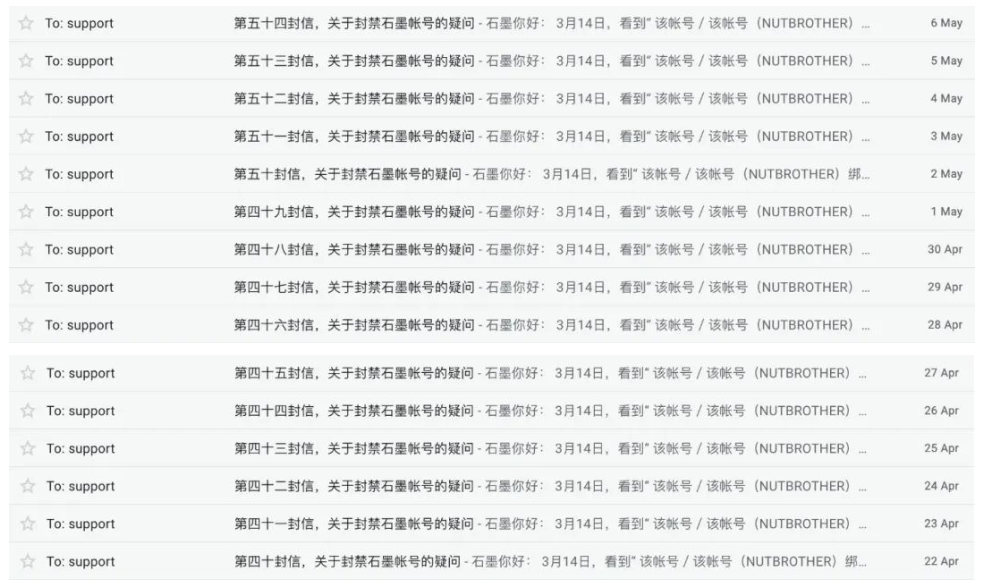 To: support 第五十四封信，关于封禁石墨帐号的疑问 - 石墨你好： 3月14日，看到“ 该帐号 / 该帐号（NUTBROTHER） ... 6 May
To: support 第五十三封信，关于封禁石墨帐号的疑问 - 石墨你好： 3月14日，看到“ 该帐号 / 该帐号（NUTBROTHER） ... 5 May
To: support 第五十二封信，关于封禁石墨帐号的疑问 - 石墨你好： 3月14日，看到“ 该帐号 / 该帐号（NUTBROTHER） ... 4 May
To: support 第五十一封信，关于封禁石墨帐号的疑问 - 石墨你好： 3月14日，看到“ 该帐号 / 该帐号（NUTBROTHER） ... 3 May
To: support 第五十封信，关于封禁石墨帐号的疑问 - 石墨你好： 3月14日，看到“ 该帐号 / 该帐号（NUTBROTHER）绑... 2 May
To: support 第四十九封信，关于封禁石墨帐号的疑问 - 石墨你好： 3月14日，看到“ 该帐号 / 该帐号（NUTBROTHER） ... 1 May
To: support 第四十八封信，关于封禁石墨帐号的疑问 - 石墨你好： 3月14日，看到“ 该帐号 / 该帐号（NUTBROTHER） ... 30 Apr
To: support 第四十七封信，关于封禁石墨帐号的疑问 - 石墨你好： 3月14日，看到“ 该帐号 / 该帐号（NUTBROTHER） ... 29 Apr
To: support 第四十六封信，关于封禁石墨帐号的疑问 - 石墨你好： 3月14日，看到“ 该帐号 / 该帐号（NUTBROTHER） ... 28 Apr
To: support 第四十五封信，关于封禁石墨帐号的疑问 - 石墨你好： 3月14日，看到“ 该帐号 / 该帐号（NUTBROTHER） ... 27 Apr
To: support 第四十四封信，关于封禁石墨帐号的疑问 - 石墨你好： 3月14日，看到“ 该帐号 / 该帐号（NUTBROTHER） ... 26 Apr
To: support 第四十三封信，关于封禁石墨帐号的疑问 - 石墨你好： 3月14日，看到“ 该帐号 / 该帐号（NUTBROTHER） ... 25 Apr
To: support 第四十二封信，关于封禁石墨帐号的疑问 - 石墨你好： 3月14日，看到“ 该帐号 / 该帐号（NUTBROTHER） ... 24 Apr
To: support 第四十一封信，关于封禁石墨帐号的疑问 - 石墨你好： 3月14日，看到“ 该帐号 / 该帐号（NUTBROTHER） ... 23 Apr
To: support 第四十封信，关于封禁石墨帐号的疑问 - 石墨你好： 3月14日，看到“ 该帐号 / 该帐号（NUTBROTHER）绑... 22 Apr